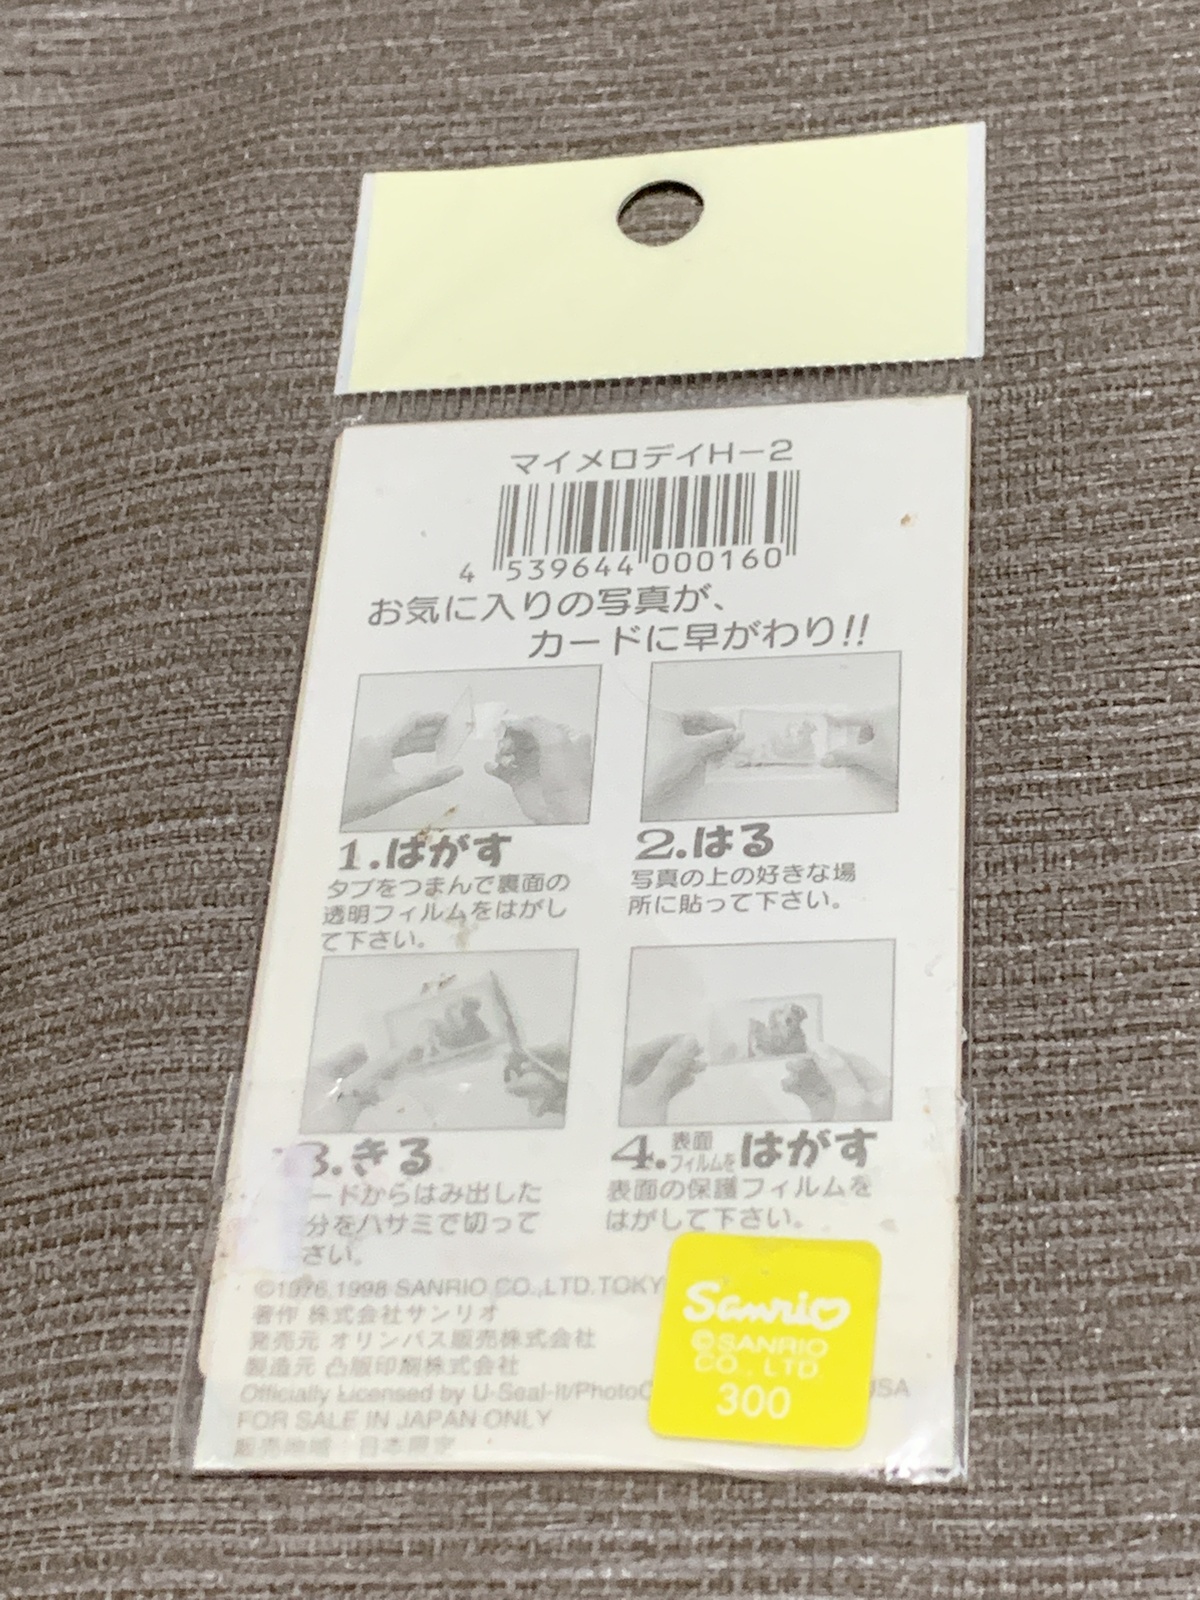 マイメロデイH-2
4 539644 000160
お気に入りの写真が、
カードに早がわり!!
1.はがす
タブをつまんで裏面の
透明フィルムをはがし
て下さい。
2.はる
写真の上の好きな場
所に貼って下さい。
3.きる
ードからはみ出した
分をハサミで切って
さい。
4.表面フィルムをはがす
表面の保護フィルムを
はがして下さい。
©1976,1998 SANRIO CO.,LTD.TOKY
著作 株式会社サンリオ
発売元 オリンパス販売株式会社
製造元 凸版印刷株式会社
Officially Licensed by U-Seal-It/Photo USA
FOR SALE IN JAPAN ONLY
販売地域 日本限定
Sanrio
©SANRIO
CO., LTD.
300